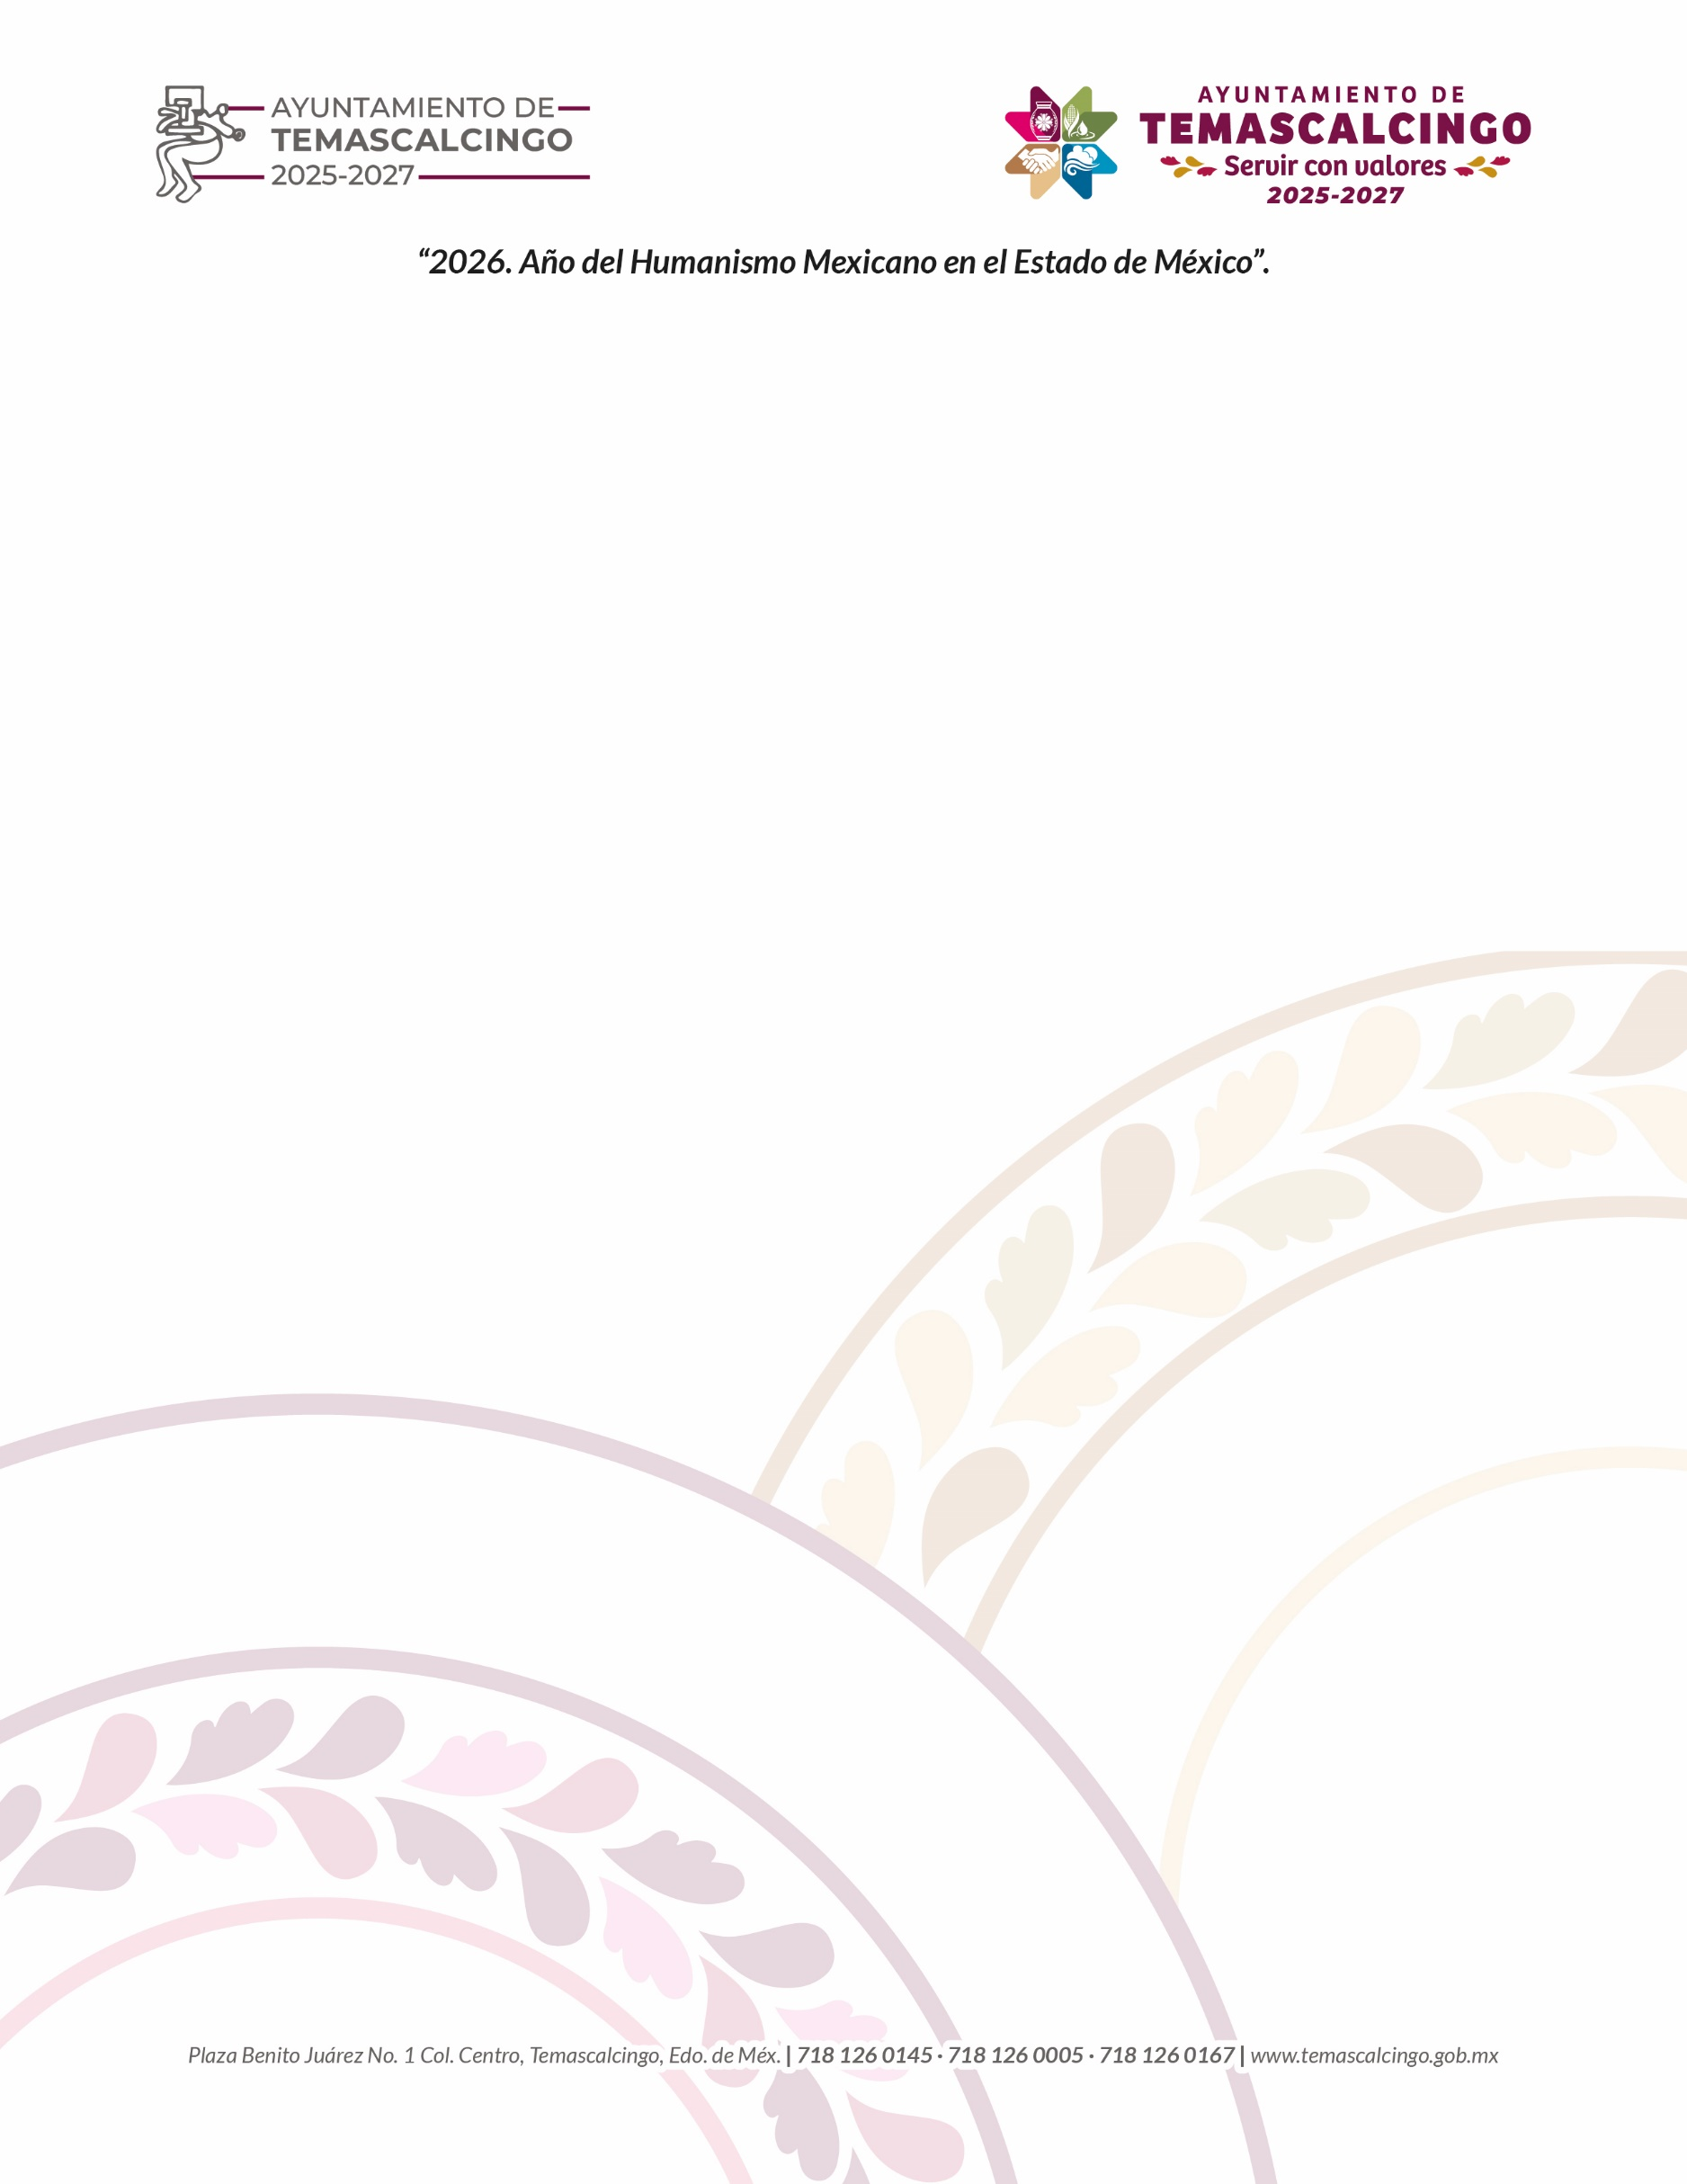 AYUNTAMIENTO DE
TEMASCALCINGO
2025-2027
AYUNTAMIENTO DE
TEMASCALCINGO
Servir con valores
2025-2027
“2026. Año del Humanismo Mexicano en el Estado de México”.
Plaza Benito Juárez No. 1 Col. Centro, Temascalcingo, Edo. de Méx. | 718 126 0145 · 718 126 0005 · 718 126 0167 | www.temascalcingo.gob.mx